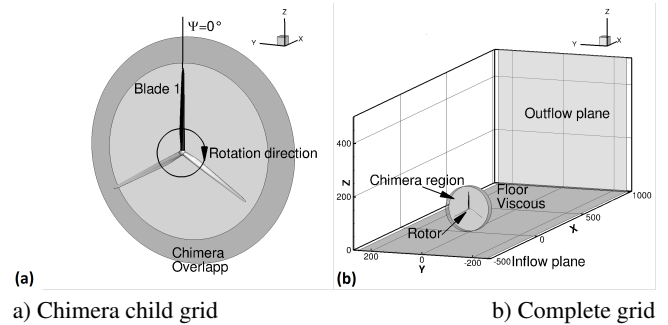 Ψ=0°
Z
Y
X
Blade 1
Rotation direction
Chimera
Overlapp
(a)
Z
Y
X
Outflow plane
400
Z
200
0
Chimera region
Floor
Viscous
Rotor
1000
500
X
0
-500
200
0
-200
Y
Inflow plane
(b)
a) Chimera child grid
b) Complete grid